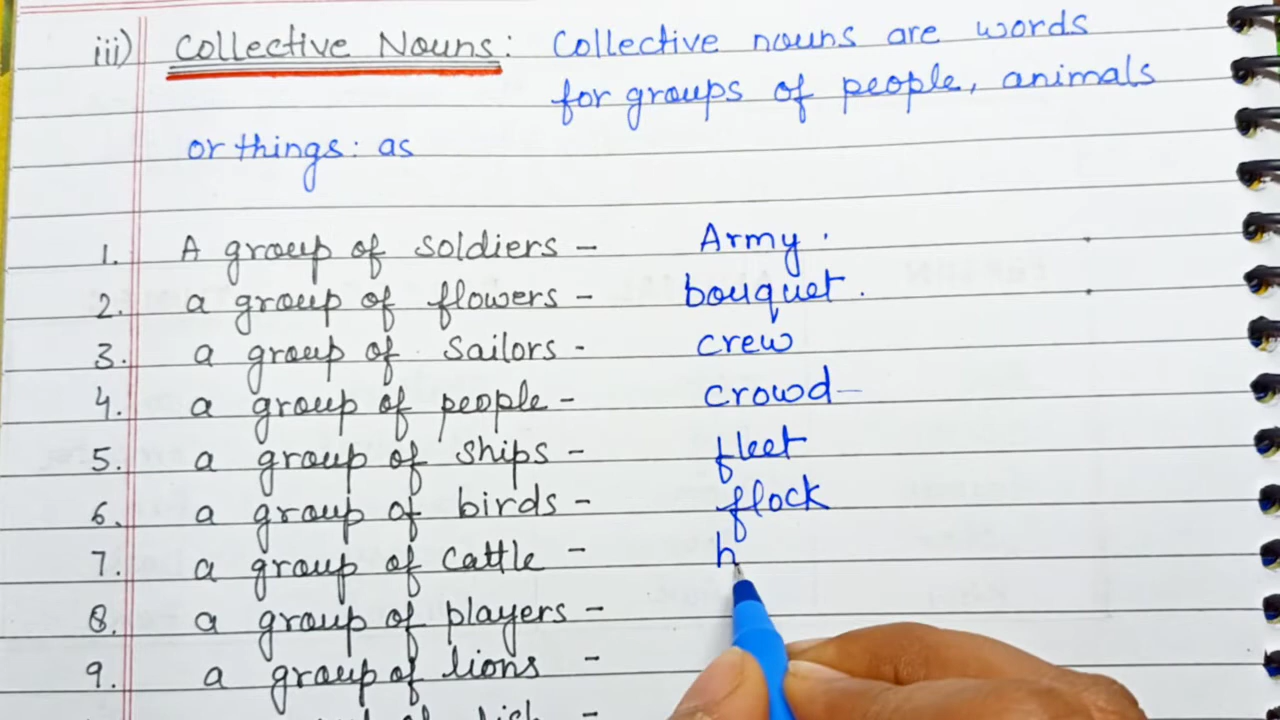 iii) Collective Nouns: Collective nouns are words
for groups of people, animals
or things: as
1. A group of soldiers - Army.
2. a group of flowers - bouquet.
3. a group of sailors - crew
4. a group of people - crowd-
5. a group of ships - fleet
6. a group of birds - flock
7. a group of cattle - h
8. a group of players -
9. a group of lions -